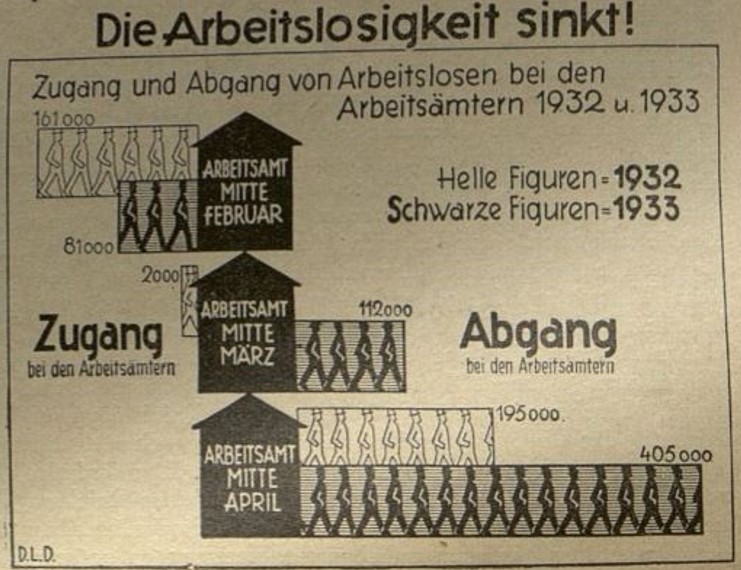 Die Arbeitslosigkeit sinkt!
Zugang und Abgang von Arbeitslosen bei den
Arbeitsämtern 1932 u. 1933
161000
ARBEITSAMT
MITTE
FEBRUAR
Helle Figuren=1932
Schwarze Figuren=1933
81000
2000
ARBEITSAMT
MITTE
MÄRZ
112000
Zugang
bei den Arbeitsämtern
Abgang
bei den Arbeitsämtern
195000.
ARBEITSAMT
MITTE
APRIL
405000
D.L.D.